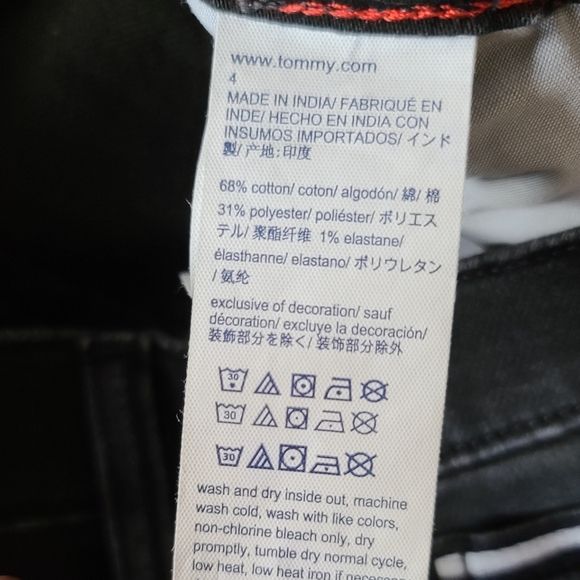 www.tommy.com
4
MADE IN INDIA/ FABRIQUÉ EN
INDE/ HECHO EN INDIA CON
INSUMOS IMPORTADOS/ インド
製/ 产地:印度
68% cotton/ coton/ algodón/ 綿/ 棉
31% polyester/ poliéster/ ポリエス
テル/ 聚酯纤维 1% elastane/
élasthanne/ elastano/ ポリウレタン
/ 氨纶
exclusive of decoration/ sauf
décoration/ excluye la decoración/
装飾部分を除く/ 装饰部分除外
30
30
30
wash and dry inside out, machine
wash cold, wash with like colors,
non-chlorine bleach only, dry
promptly, tumble dry normal cycle,
low heat, low heat iron if